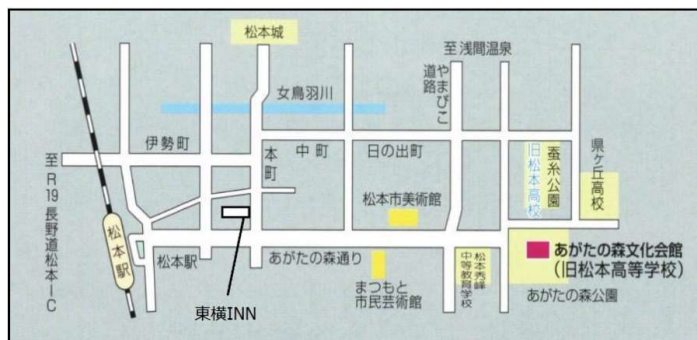 松本城
至浅間温泉
やまびこ
道路
女鳥羽川
伊勢町
本町
中町
日の出町
旧松本高校
蚕糸公園
県ヶ丘高校
至R19長野道松本IC
松本市美術館
松本駅
松本駅
あがたの森通り
まつもと
市民芸術館
松本秀峰
中等教育学校
あがたの森文化会館
(旧松本高等学校)
あがたの森公園
東横INN